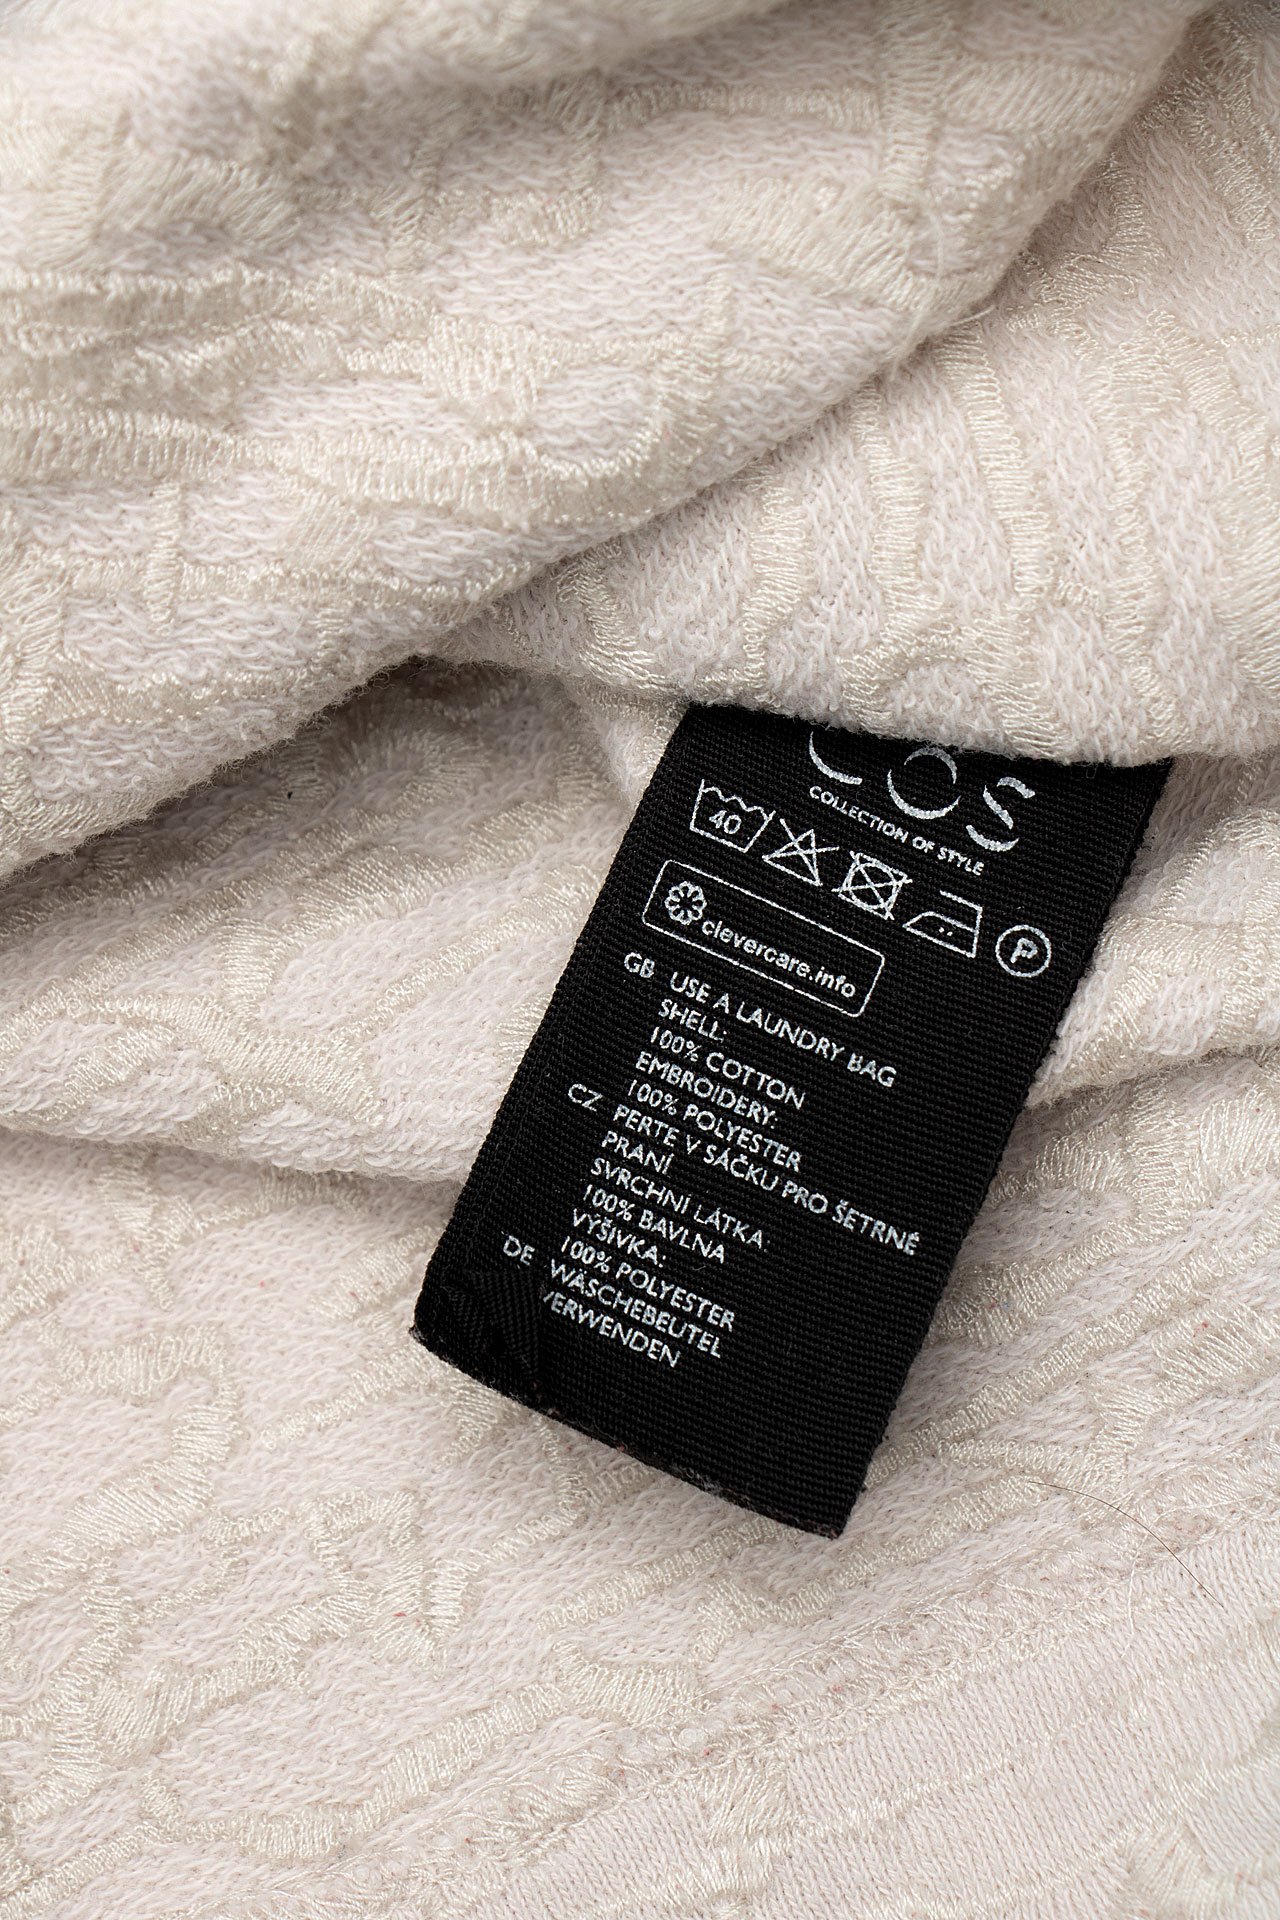 COS
COLLECTION OF STYLE
40
P
clevercare.info
GB USE A LAUNDRY BAG
SHELL:
100% COTTON
EMBROIDERY:
100% POLYESTER
CZ PERTE V SÁČKU PRO ŠETRNÉ
PRANÍ
SVRCHNÍ LÁTKA:
100% BAVLNA
VÝŠIVKA:
100% POLYESTER
DE WÄSCHEBEUTEL
VERWENDEN